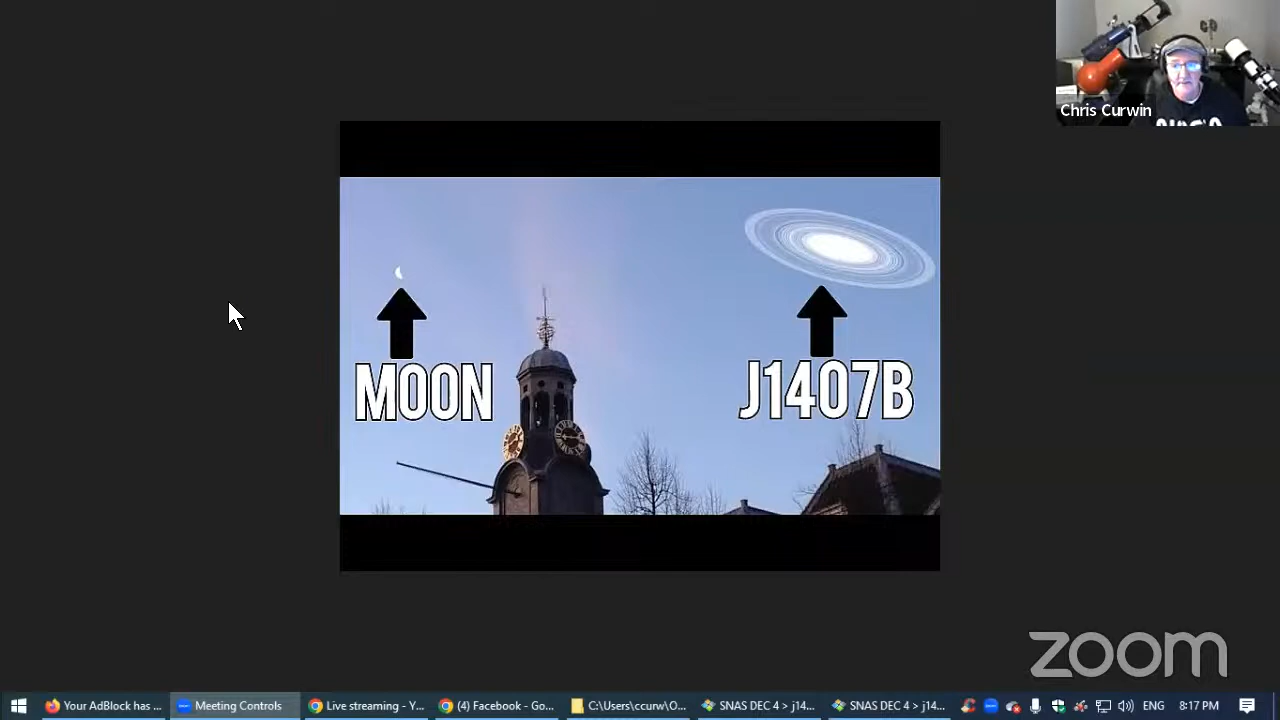 Chris Curwin
MOON
J1407B
zoom
Your AdBlock has ...
Meeting Controls
Live streaming - Y...
(4) Facebook - Go...
C:\Users\ccurw\O...
SNAS DEC 4 > j14...
SNAS DEC 4 > j14...
ENG
8:17 PM